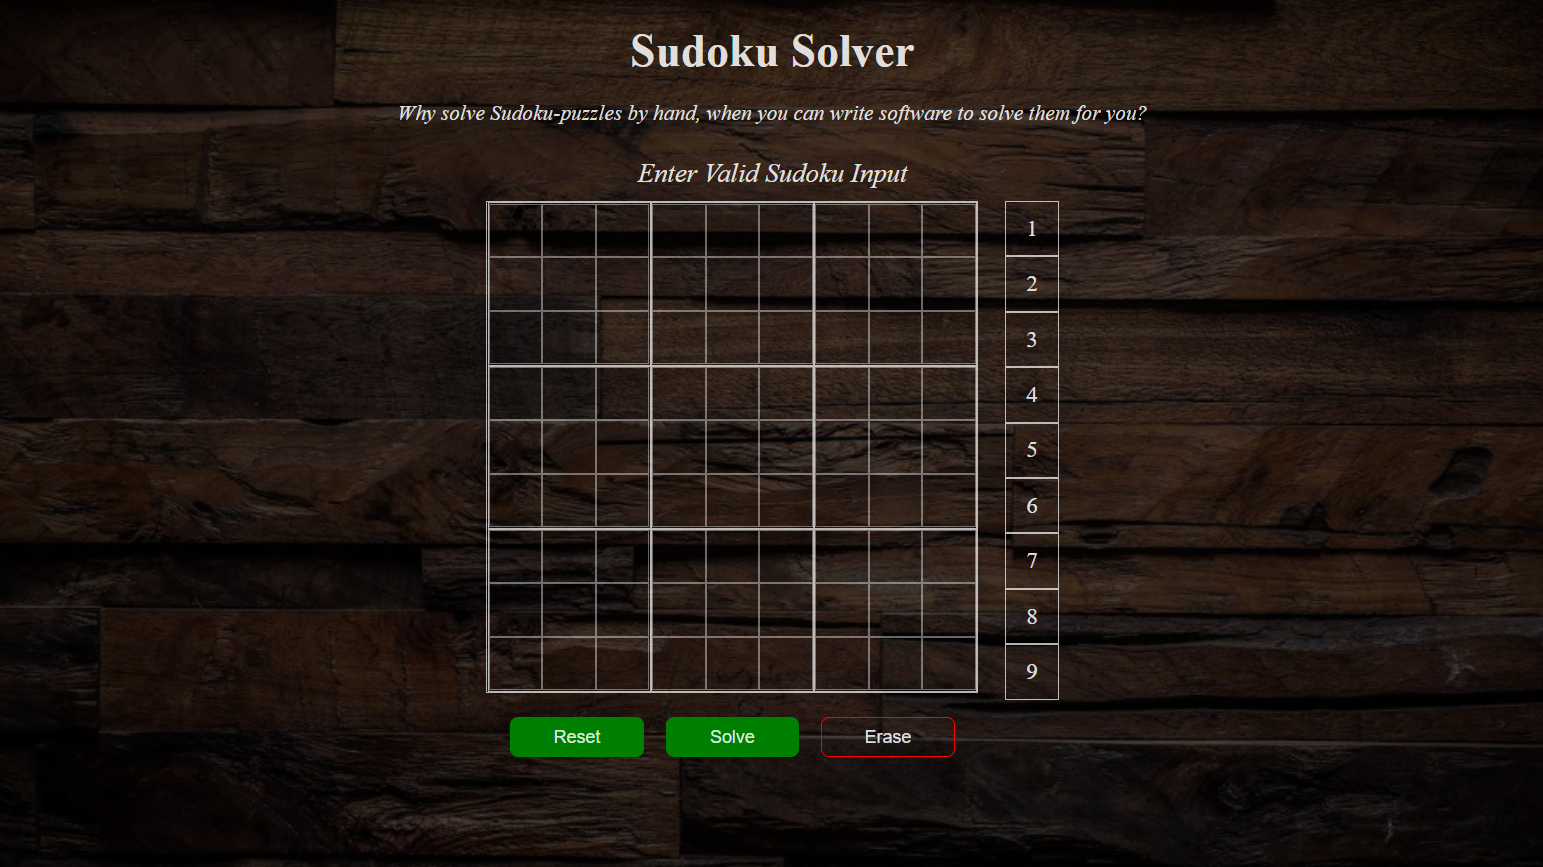 Sudoku Solver
Why solve Sudoku-puzzles by hand, when you can write software to solve them for you?
Enter Valid Sudoku Input
1
2
3
4
5
6
7
8
9
Reset Solve Erase